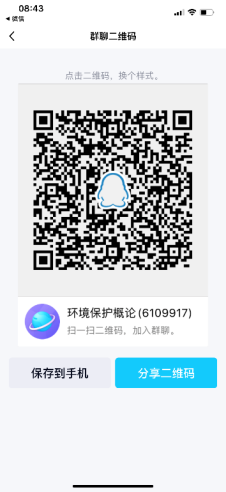 08:43
◀ 微信
群聊二维码
点击二维码，换个样式。
环境保护概论(6109917)
扫一扫二维码，加入群聊。
保存到手机
分享二维码